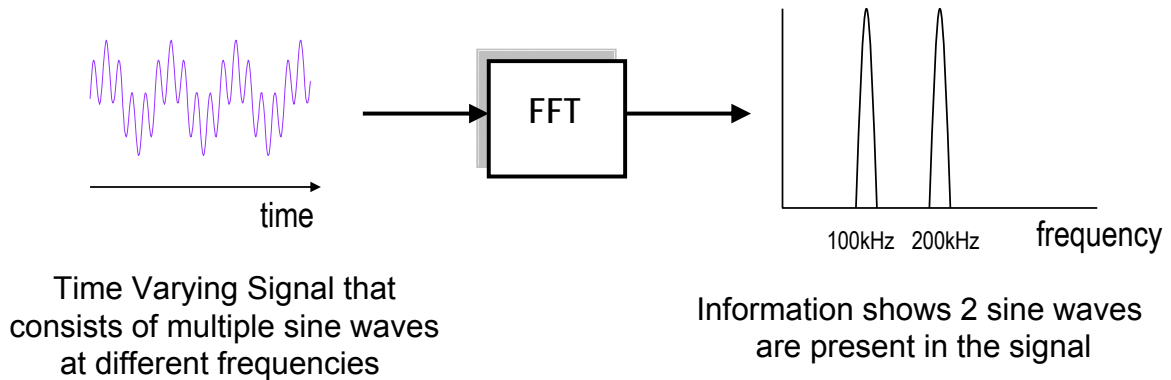 FFT
time
100kHz 200kHz
frequency
Time Varying Signal that
consists of multiple sine waves
at different frequencies
Information shows 2 sine waves
are present in the signal